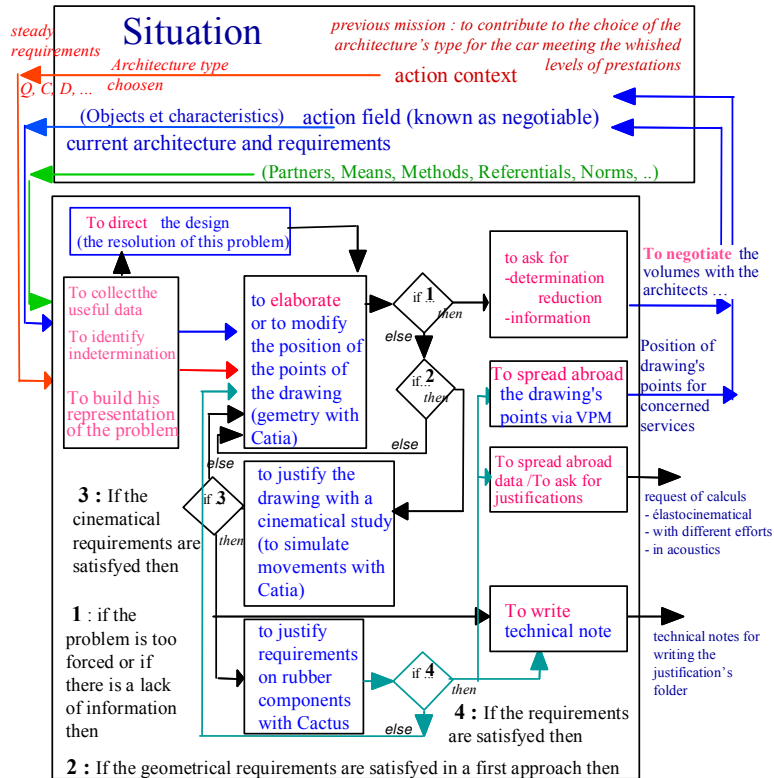 Situation
previous mission : to contribute to the choice of the
architecture's type for the car meeting the whished
levels of prestations
steady
requirements
Architecture type
choosen
Q, C, D, ...
action context
(Objects et characteristics)
action field (known as negotiable)
current architecture and requirements
(Partners, Means, Methods, Referentials, Norms, ..)
To direct the design
(the resolution of this problem)
To collectthe
useful data
To identify
indetermination
To build his
representation
of the problem
to elaborate
or to modify
the position of
the points of
the drawing
(gemetry with
Catia)
if ... 1
then
else
to ask for
-determination
reduction
-information
To negotiate the
volumes with the
architects ...
if... 2
then
else
To spread abroad
the drawing's
points via VPM
Position of
drawing's
points for
concerned
services
else
if .. 3
then
to justify the
drawing with a
cinematical study
(to simulate
movements with
Catia)
To spread abroad
data /To ask for
justifications
request of calculs
- élastocinematical
- with different efforts
- in acoustics
3 : If the
cinematical
requirements are
satisfyed then
1 : if the
problem is too
forced or if
there is a lack
of information
then
to justify
requirements
on rubber
components
with Cactus
if ... 4
then
else
To write
technical note
technical notes for
writing the
justification's
folder
4 : If the requirements
are satisfyed then
2 : If the geometrical requirements are satisfyed in a first approach then